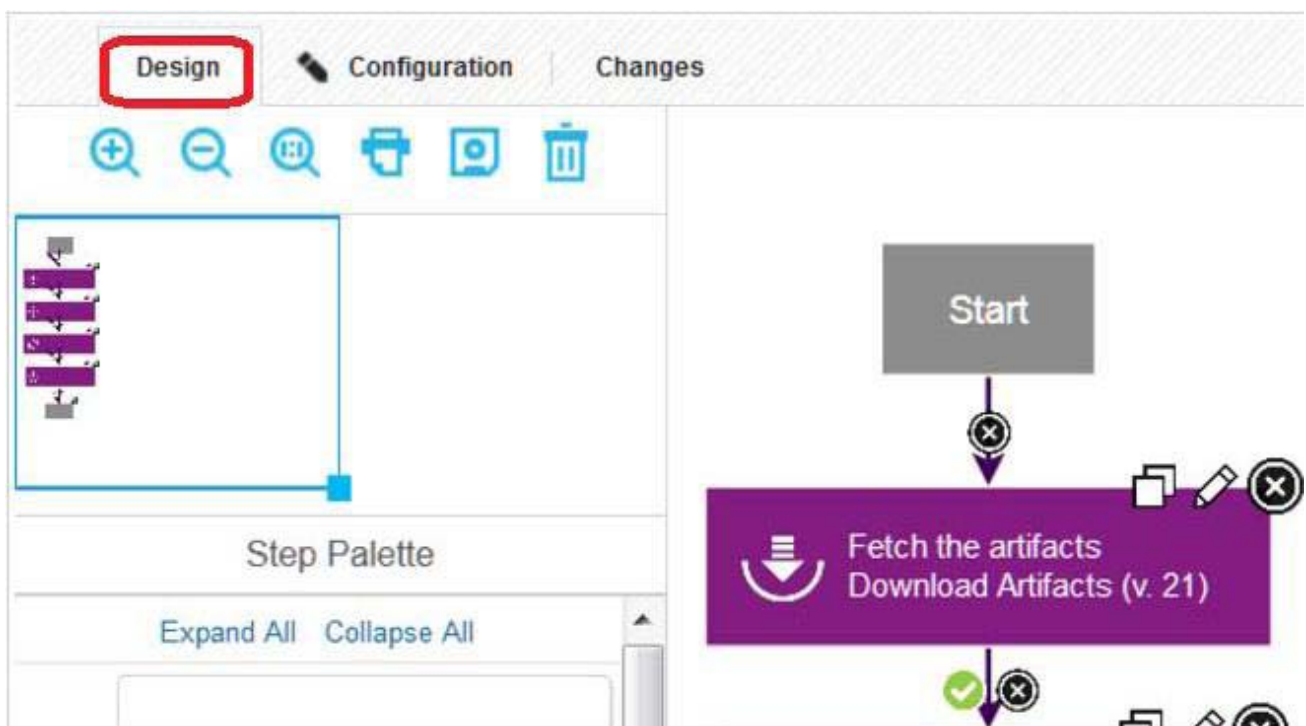 Design Configuration Changes
Start
Fetch the artifacts
Download Artifacts (v. 21)
Step Palette
Expand All Collapse All